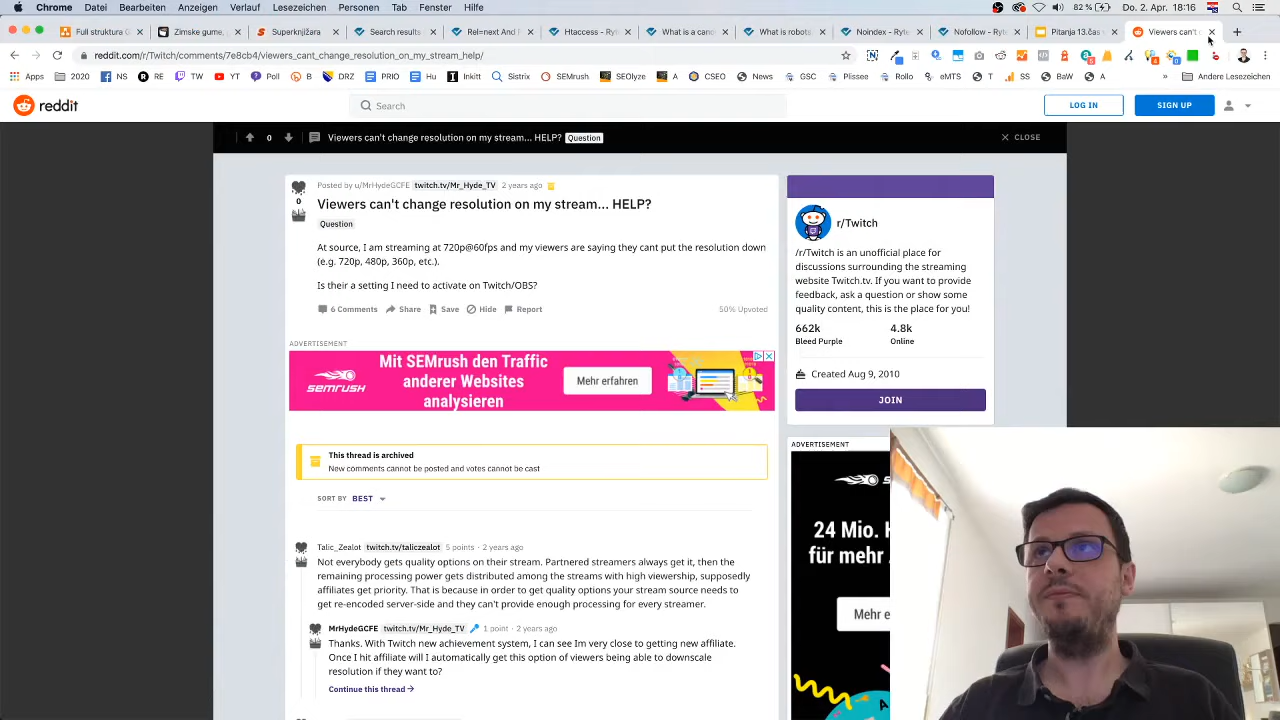 Chrome Datei Bearbeiten Anzeigen Verlauf Lesezeichen Personen Tab Fenster Hilfe 82 % Do. 2. Apr. 18:16
Full struktura Zimske gume, Superknjižara Search results Rel=next And Htaccess - Ry What is a can What is robots Noindex - Ryte Nofollow - Ryte Pitanja 13.čas Viewers can't
reddit.com/r/Twitch/comments/7e8cb4/viewers_cant_change_resolution_on_my_stream_help/
Apps 2020 NS RE TW YT Pol DRZ PRIO Hu Inkitt Sistrix SEMrush SEOlyze A CSEO News GSC Plissee Rollo eMTS T SS BaW A » Andere Lesezeichen
reddit Search LOG IN SIGN UP
0 Viewers can't change resolution on my stream... HELP? Question CLOSE
Posted by u/MrHydeGCFE twitch.tv/Mr_Hyde_TV 2 years ago
0
Viewers can't change resolution on my stream... HELP?
Question
At source, I am streaming at 720p@60fps and my viewers are saying they cant put the resolution down
(e.g. 720p, 480p, 360p, etc.).
Is their a setting I need to activate on Twitch/OBS?
6 Comments Share Save Hide Report 50% Upvoted
ADVERTISEMENT
SEMRUSH
Mit SEMrush den Traffic
anderer Websites
analysieren
Mehr erfahren
This thread is archived
New comments cannot be posted and votes cannot be cast
SORT BY BEST
Talic_Zealot twitch.tv/taliczealot 5 points · 2 years ago
Not everybody gets quality options on their stream. Partnered streamers always get it, then the
remaining processing power gets distributed among the streams with high viewership, supposedly
affiliates get priority. That is because in order to get quality options your stream source needs to
get re-encoded server-side and they can't provide enough processing for every streamer.
MrHydeGCFE twitch.tv/Mr_Hyde_TV 1 point · 2 years ago
Thanks. With Twitch new achievement system, I can see Im very close to getting new affiliate.
Once I hit affiliate will I automatically get this option of viewers being able to downscale
resolution if they want to?
Continue this thread
r/Twitch
/r/Twitch is an unofficial place for
discussions surrounding the streaming
website Twitch.tv. If you want to provide
feedback, ask a question or show some
quality content, this is the place for you!
662k 4.8k
Bleed Purple Online
Created Aug 9, 2010
JOIN
ADVERTISEMENT
24 Mio.
für mehr
Mehr